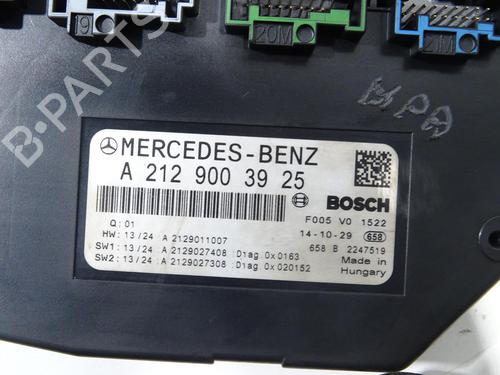 19
20M
21M
B-PARTS
MERCEDES-BENZ
A 212 900 39 25
BOSCH
Q: 01
F005 V0 1522
HW: 13/24 A 2129011007
14-10-29 658
SW1: 13/24 A 2129027408 : Diag 0x0163
658 B 2247519
SW2: 13/24 A 2129027308 : Diag 0x020152
Made in
Hungary